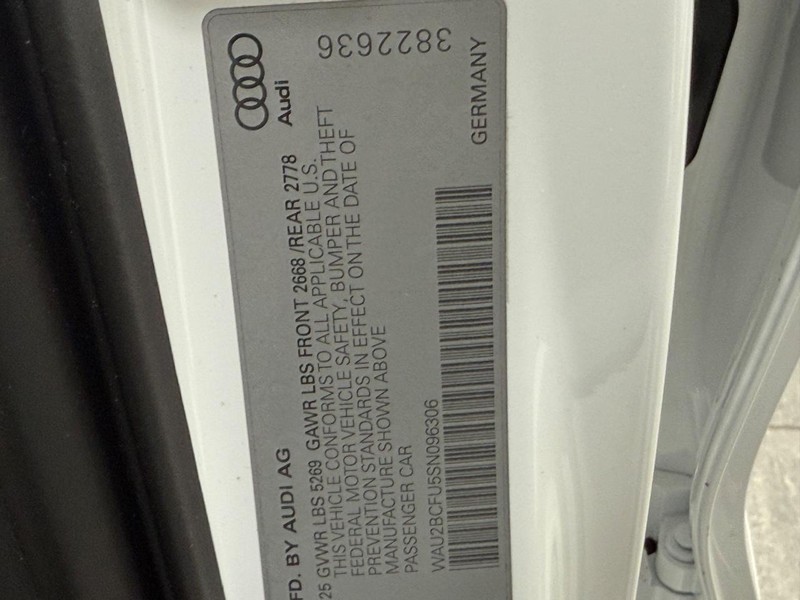 FD. BY AUDI AG
25 GVWR LBS 5269 GAWR LBS FRONT 2668 /REAR 2778
THIS VEHICLE CONFORMS TO ALL APPLICABLE U.S.
FEDERAL MOTOR VEHICLE SAFETY, BUMPER AND THEFT
PREVENTION STANDARDS IN EFFECT ON THE DATE OF
MANUFACTURE SHOWN ABOVE
PASSENGER CAR
WAU2BCFU5SN096306
Audi
3822636
GERMANY